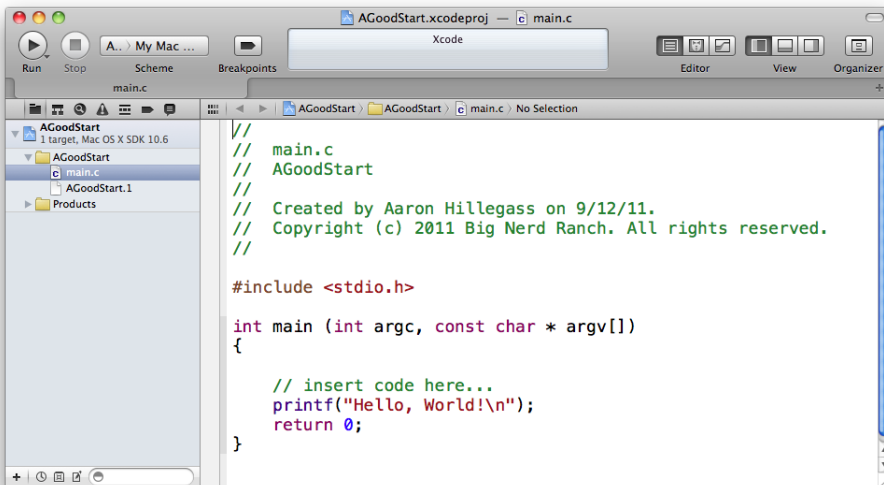 AGoodStart.xcodeproj — main.c
A.. My Mac ...
Xcode
Run Stop Scheme Breakpoints Editor View Organizer
main.c
AGoodStart AGoodStart main.c No Selection
AGoodStart
1 target, Mac OS X SDK 10.6
AGoodStart
main.c
AGoodStart.1
Products
//
//  main.c
//  AGoodStart
//
//  Created by Aaron Hillegass on 9/12/11.
//  Copyright (c) 2011 Big Nerd Ranch. All rights reserved.
//
#include <stdio.h>
int main (int argc, const char * argv[])
{
    // insert code here...
    printf("Hello, World!\n");
    return 0;
}